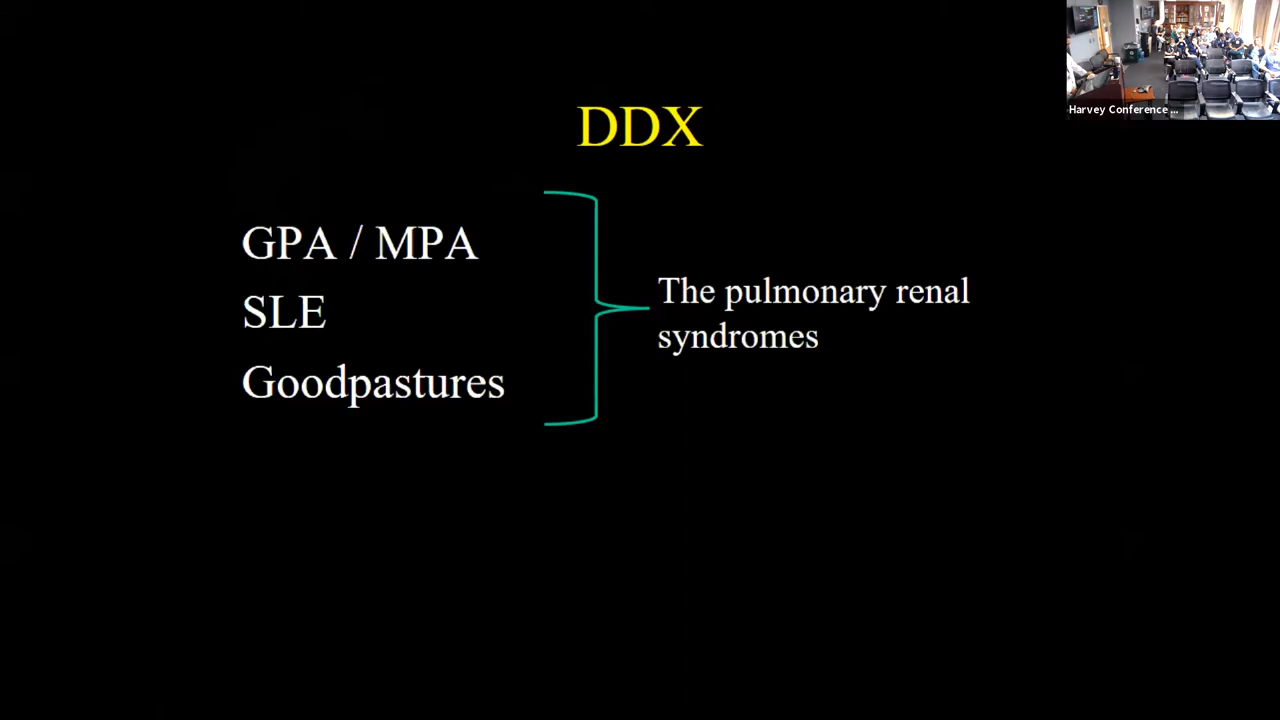 Harvey Conference ...
DDX
GPA / MPA
SLE
Goodpastures
The pulmonary renal
syndromes